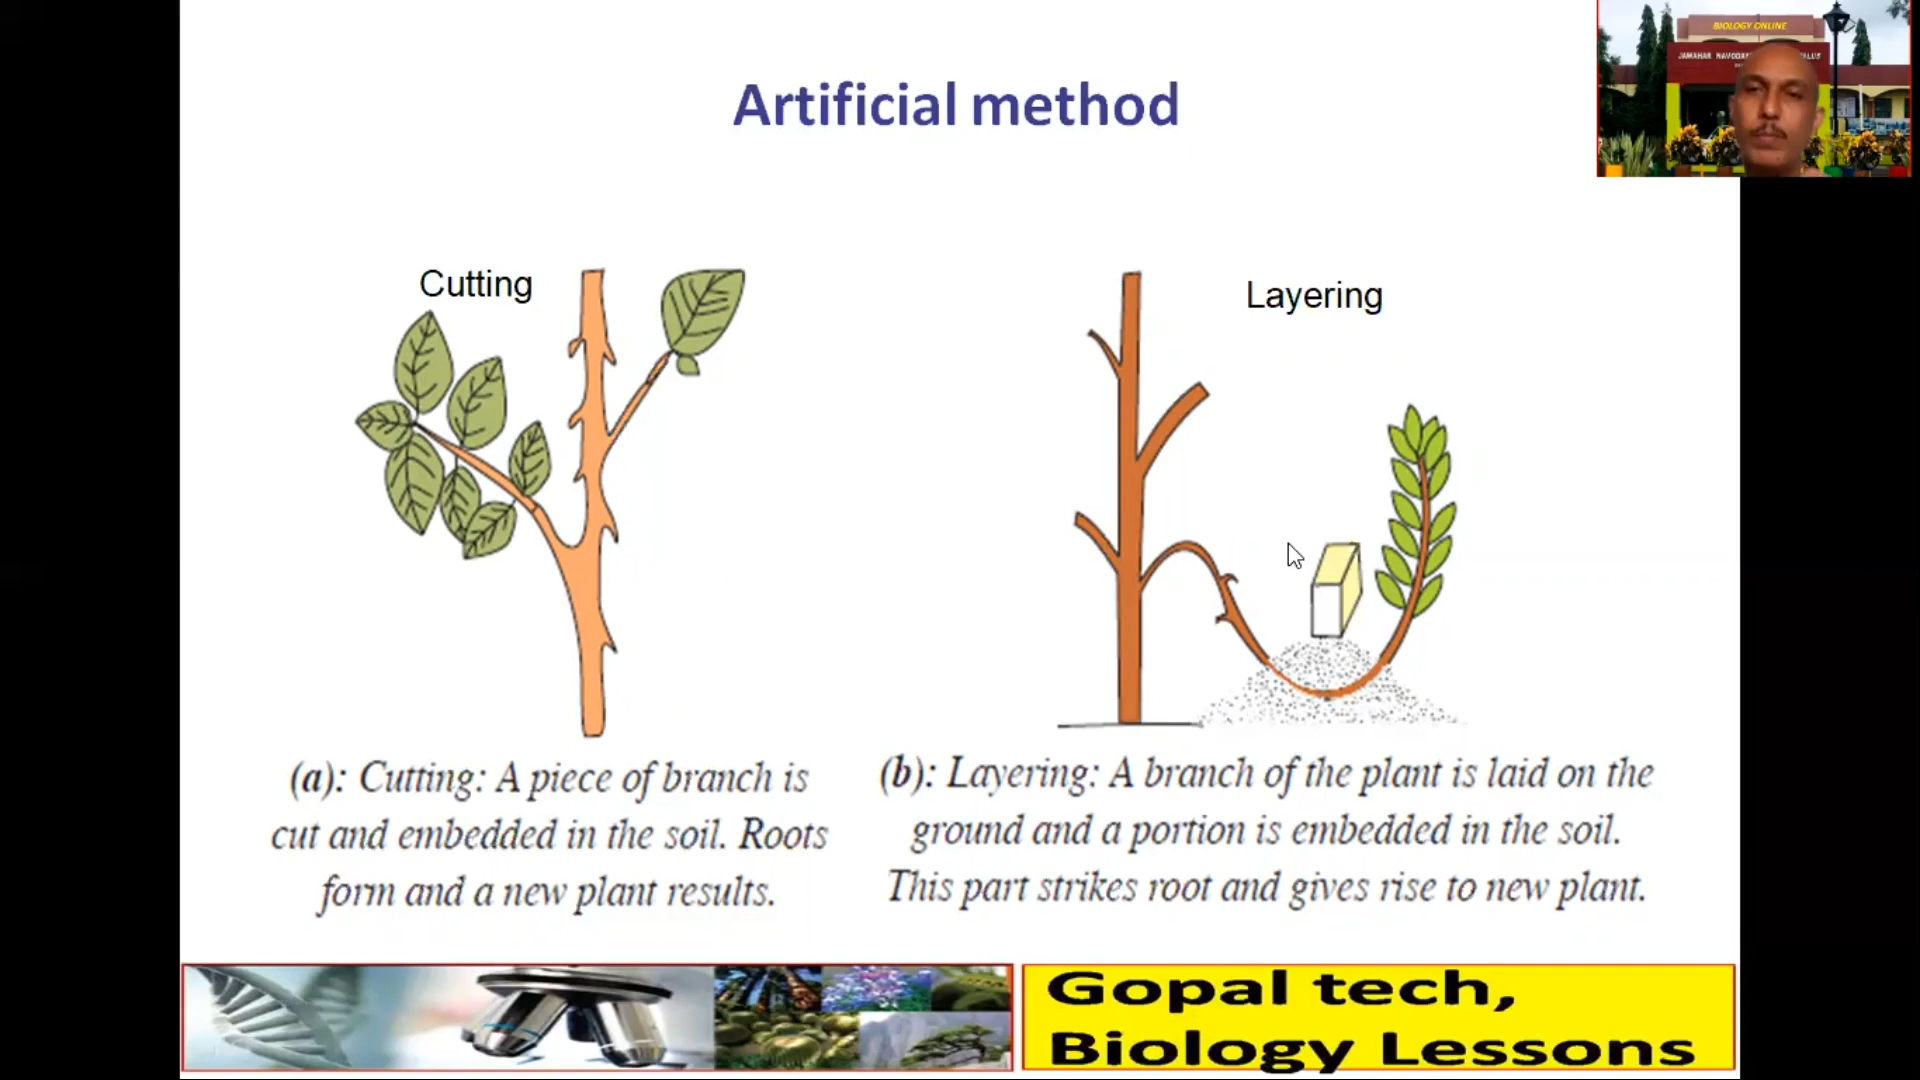 BIOLOGY ONLINE
JAWAHAR
Artificial method
Cutting
Layering
(a): Cutting: A piece of branch is
cut and embedded in the soil. Roots
form and a new plant results.
(b): Layering: A branch of the plant is laid on the
ground and a portion is embedded in the soil.
This part strikes root and gives rise to new plant.
Gopal tech,
Biology Lessons